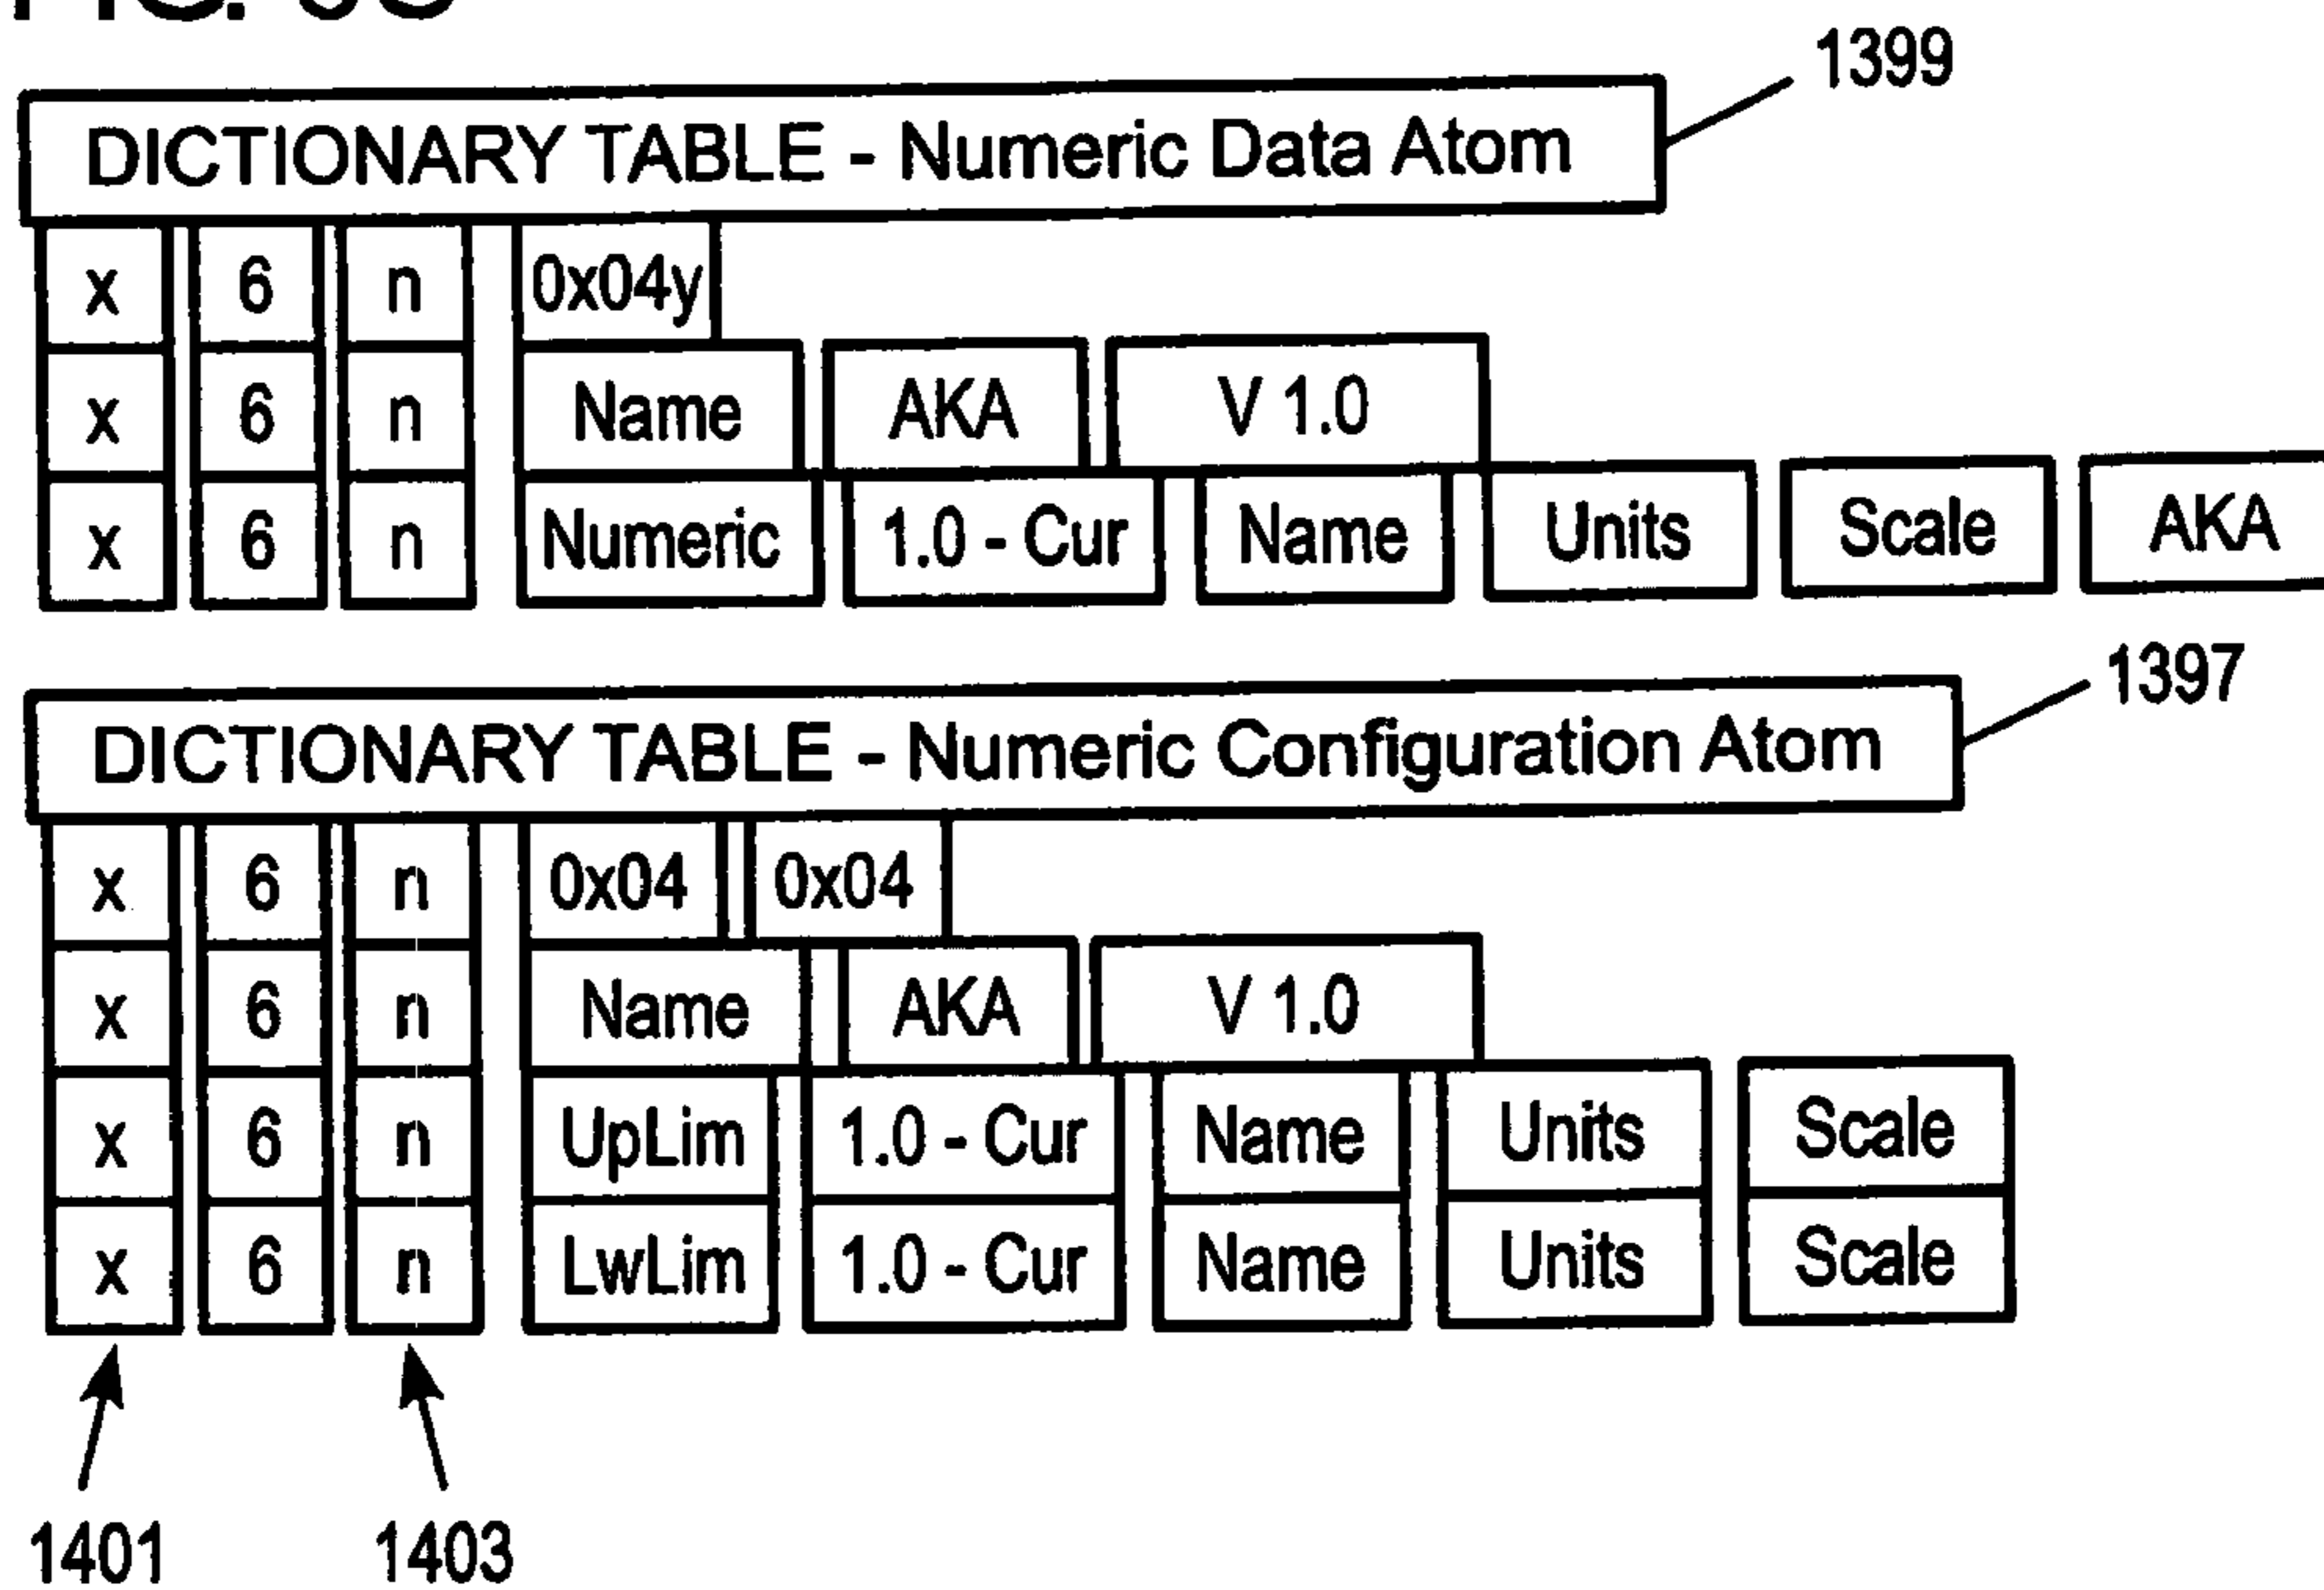 1399
DICTIONARY TABLE - Numeric Data Atom
x 6 n 0x04y
x 6 n Name AKA V 1.0
x 6 n Numeric 1.0 - Cur Name Units Scale AKA
1397
DICTIONARY TABLE - Numeric Configuration Atom
x 6 n 0x04 0x04
x 6 n Name AKA V 1.0
x 6 n UpLim 1.0 - Cur Name Units Scale
x 6 n LwLim 1.0 - Cur Name Units Scale
1401 1403